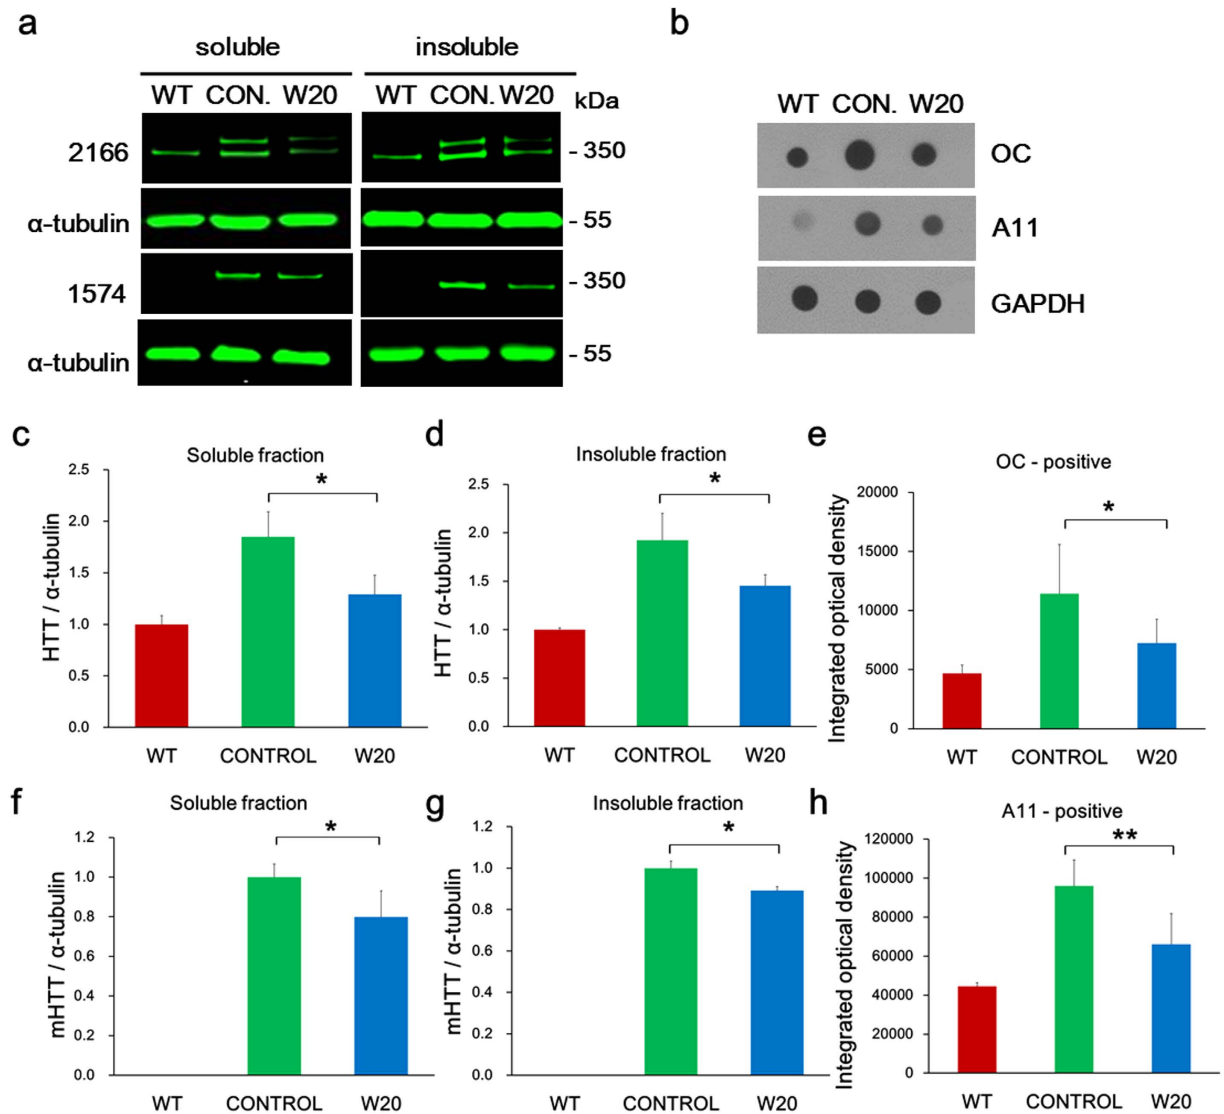 a
soluble insoluble
WT CON. W20 WT CON. W20 kDa
2166 - 350
α-tubulin - 55
1574 - 350
α-tubulin - 55
b
WT CON. W20
OC
A11
GAPDH
c
Soluble fraction
*
HTT / α-tubulin
2.5
2.0
1.5
1.0
0.5
0.0
WT CONTROL W20
d
Insoluble fraction
*
HTT / α-tubulin
2.5
2.0
1.5
1.0
0.5
0.0
WT CONTROL W20
e
OC - positive
*
Integrated optical density
20000
15000
10000
5000
0
WT CONTROL W20
f
Soluble fraction
*
mHTT / α-tubulin
1.2
1.0
0.8
0.6
0.4
0.2
0.0
WT CONTROL W20
g
Insoluble fraction
*
mHTT / α-tubulin
1.2
1.0
0.8
0.6
0.4
0.2
0.0
WT CONTROL W20
h
A11 - positive
**
Integrated optical density
120000
100000
80000
60000
40000
20000
0
WT CONTROL W20